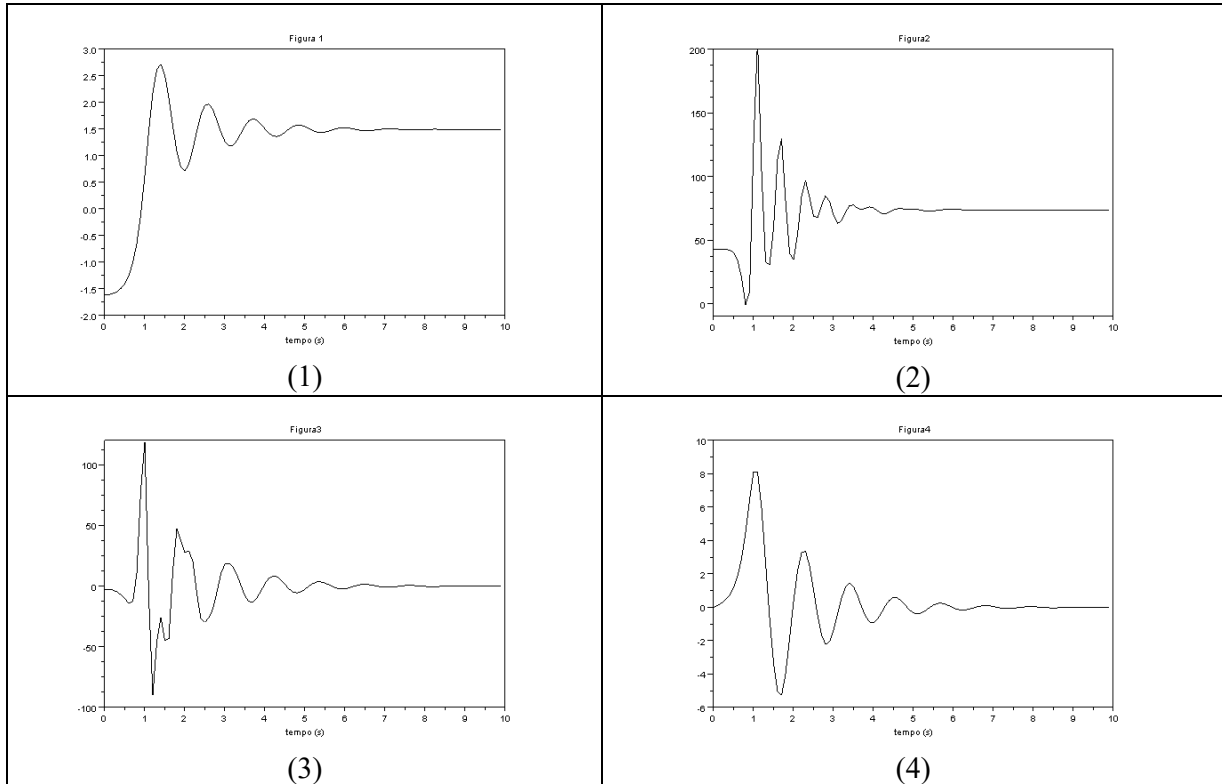 Figura 1
3.0
2.5
2.0
1.5
1.0
0.5
0.0
-0.5
-1.0
-1.5
-2.0
0 1 2 3 4 5 6 7 8 9 10
tempo (s)
(1)
Figura2
200
150
100
50
0
0 1 2 3 4 5 6 7 8 9 10
tempo (s)
(2)
Figura3
100
50
0
-50
-100
0 1 2 3 4 5 6 7 8 9 10
tempo (s)
(3)
Figura4
10
8
6
4
2
0
-2
-4
-6
0 1 2 3 4 5 6 7 8 9 10
tempo (s)
(4)